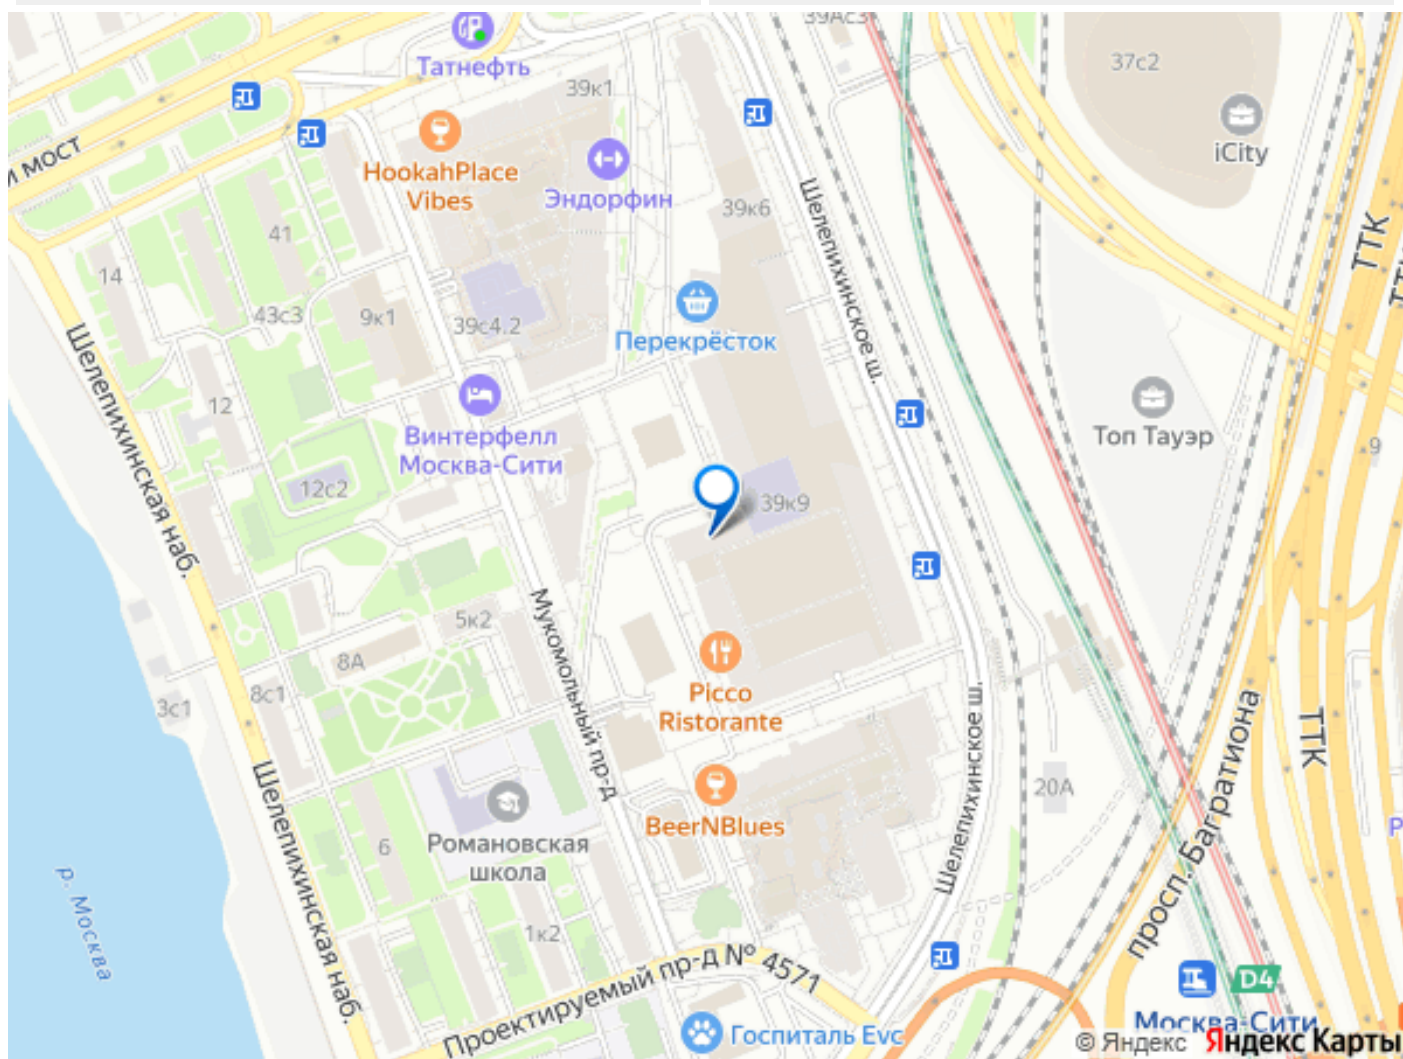 39Ас3
37с2
Татнефть
39к1
iCity
ТТК
HookahPlace
Vibes
Эндорфин
39к6
Шелепихинское ш.
и мост
41
14
43с3
9к1
39с4.2
Перекрёсток
Шелепихинская наб.
12
Винтерфелл
Москва-Сити
Топ Тауэр
9
12с2
39к9
Мукомольный пр-д
5к2
8А
8с1
3с1
Picco
Ristorante
Шелепихинское ш.
просп. Багратиона
ТТК
20А
BeerNBlues
Романовская
школа
6
Шелепихинская наб.
р. Москва
1к2
Проектируемый пр-д № 4571
D4
Москва-Сити
Госпиталь Evc
© Яндекс Яндекс Карты